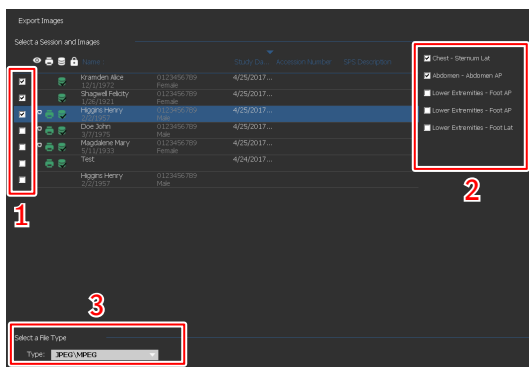 Export Images
Select a Session and Images
Name Study Da... Accession Number SPS Description
Kramden Alice 0123456789 4/25/2017...
12/1/1972 Female
Shagwell Felicity 0123456789 4/25/2017...
1/26/1921 Female
Higgins Henry 0123456789 4/25/2017...
2/2/1957 Male
Doe John 0123456789 4/25/2017...
3/7/1975 Male
Magdalene Mary 0123456789 4/25/2017...
5/11/1933 Female
Test 4/24/2017...
Higgins Henry 0123456789
2/2/1957 Male
1
Chest - Sternum Lat
Abdomen - Abdomen AP
Lower Extremities - Foot AP
Lower Extremities - Foot AP
Lower Extremities - Foot Lat
2
3
Select a File Type
Type: JPEG\MPEG